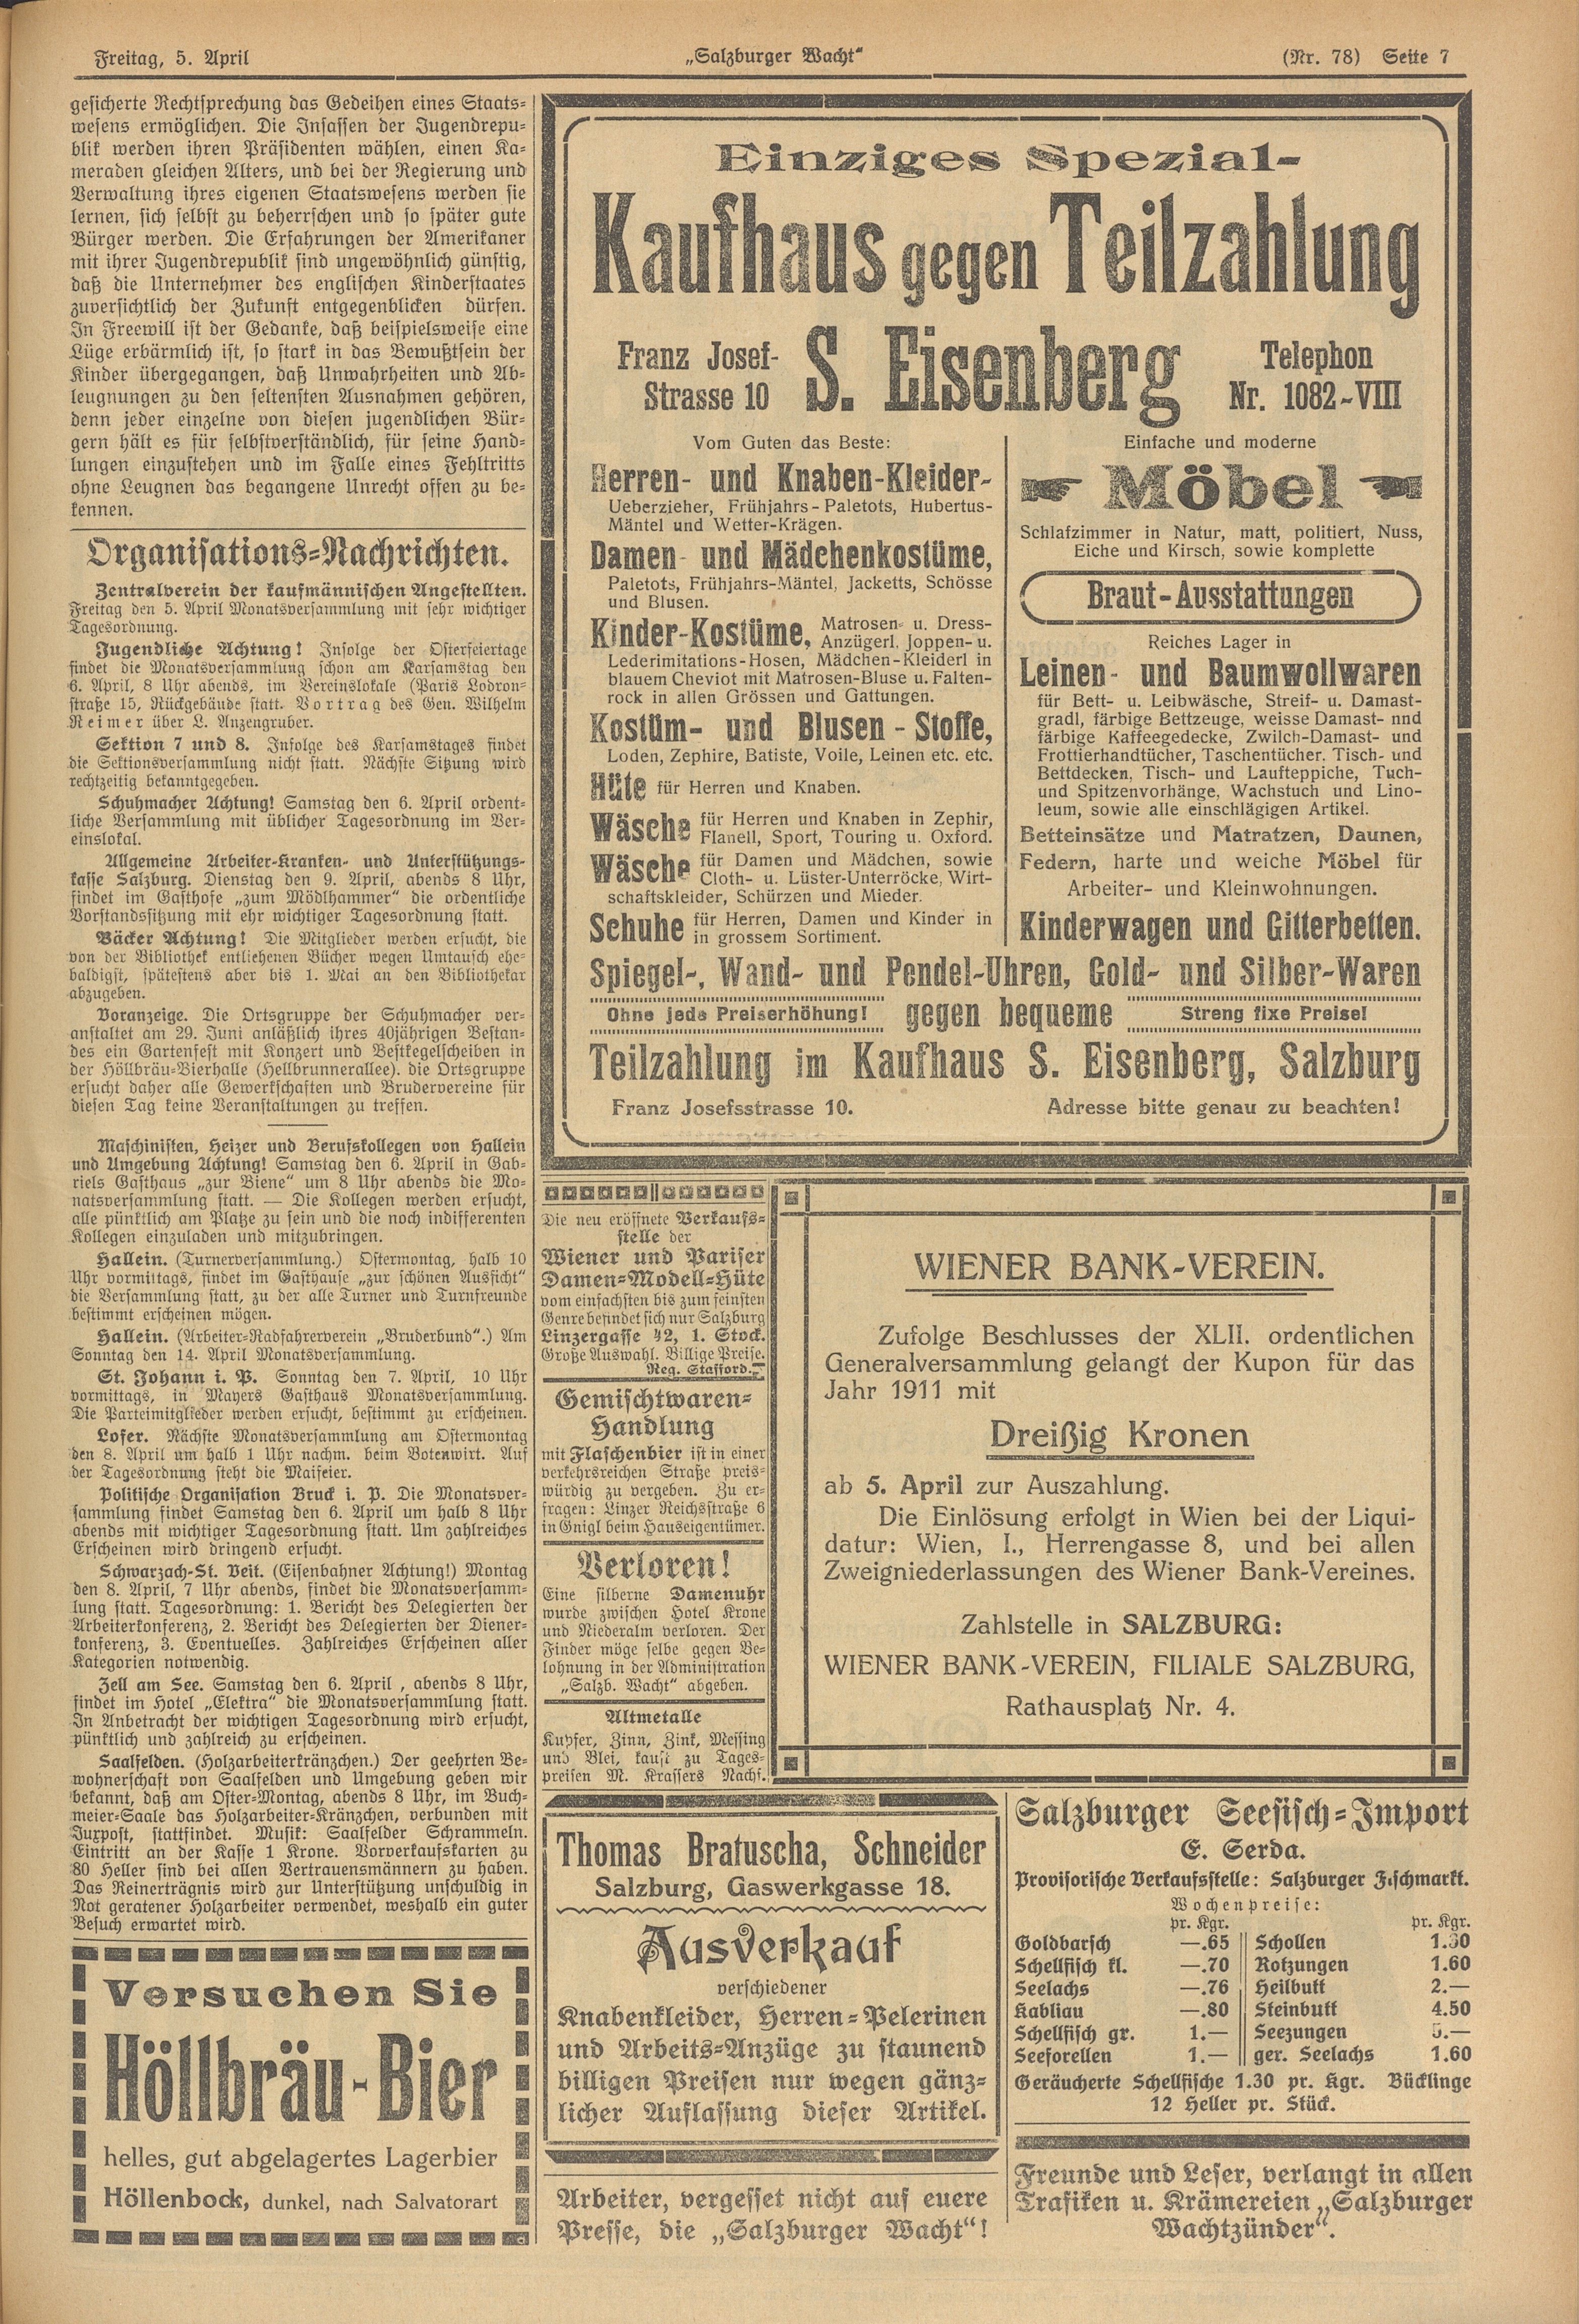 Freitag, 5. April
„Salzburger Wacht“
(Nr. 78) Seite 7
gesicherte Rechtsprechung das Gedeihen eines Staats-
wesens ermöglichen. Die Insassen der Jugendrepu-
blik werden ihren Präsidenten wählen, einen Ka-
meraden gleichen Alters, und bei der Regierung und
Verwaltung ihres eigenen Staatswesens werden sie
lernen, sich selbst zu beherrschen und so später gute
Bürger werden. Die Erfahrungen der Amerikaner
mit ihrer Jugendrepublik sind ungewöhnlich günstig,
daß die Unternehmer des englischen Kinderstaates
zuversichtlich der Zukunft entgegenblicken dürfen.
In Freewill ist der Gedanke, daß beispielsweise eine
Lüge erbärmlich ist, so stark in das Bewußtsein der
Kinder übergegangen, daß Unwahrheiten und Ab-
leugnungen zu den seltensten Ausnahmen gehören,
denn jeder einzelne von diesen jugendlichen Bür-
gern hält es für selbstverständlich, für seine Hand-
lungen einzustehen und im Falle eines Fehltritts
ohne Leugnen das begangene Unrecht offen zu be-
kennen.
Organisations-Nachrichten.
Zentralverein der kaufmännischen Angestellten.
Freitag den 5. April Monatsversammlung mit sehr wichtiger
Tagesordnung.
Jugendliche Achtung! Infolge der Osterfeiertage
findet die Monatsversammlung schon am Karsamstag den
6. April, 8 Uhr abends, im Vereinslokale (Paris Lodron-
straße 15, Rückgebäude statt. Vortrag des Gen. Wilhelm
Reimer über L. Anzengruber.
Sektion 7 und 8. Infolge des Karsamstages findet
die Sektionsversammlung nicht statt. Nächste Sitzung wird
rechtzeitig bekanntgegeben.
Schuhmacher Achtung! Samstag den 6. April ordent-
liche Versammlung mit üblicher Tagesordnung im Ver-
einslokal.
Allgemeine Arbeiter-Kranken- und Unterstützungs-
kasse Salzburg. Dienstag den 9. April, abends 8 Uhr,
findet im Gasthofe „zum Mödlhammer“ die ordentliche
Vorstandssitzung mit ehr wichtiger Tagesordnung statt.
Bäcker Achtung! Die Mitglieder werden ersucht, die
von der Bibliothek entliehenen Bücher wegen Umtausch ehe-
baldigst, spätestens aber bis 1. Mai an den Bibliothekar
abzugeben.
Voranzeige. Die Ortsgruppe der Schuhmacher ver-
anstaltet am 29. Juni anläßlich ihres 40jährigen Bestan-
des ein Gartenfest mit Konzert und Bestkegelscheiben in
der Höllbräu-Bierhalle (Hellbrunnerallee). die Ortsgruppe
ersucht daher alle Gewerkschaften und Brudervereine für
diesen Tag keine Veranstaltungen zu treffen.
Maschinisten, Heizer und Berufskollegen von Hallein
und Umgebung Achtung! Samstag den 6. April in Gab-
riels Gasthaus „zur Biene“ um 8 Uhr abends die Mo-
natsversammlung statt. — Die Kollegen werden ersucht,
alle pünktlich am Platze zu sein und die noch indifferenten
Kollegen einzuladen und mitzubringen.
Hallein. (Turnerversammlung.) Ostermontag, halb 10
Uhr vormittags, findet im Gasthause „zur schönen Aussicht“
die Versammlung statt, zu der alle Turner und Turnfreunde
bestimmt erscheinen mögen.
Hallein. (Arbeiter-Radfahrerverein „Bruderbund“.) Am
Sonntag den 14. April Monatsversammlung.
St. Johann i. P. Sonntag den 7. April, 10 Uhr
vormittags, in Mayers Gasthaus Monatsversammlung.
Die Parteimitglieder werden ersucht, bestimmt zu erscheinen.
Lofer. Nächste Monatsversammlung am Ostermontag
den 8. April um halb 1 Uhr nachm. beim Botenwirt. Auf
der Tagesordnung steht die Maifeier.
Politische Organisation Bruck i. P. Die Monatsver-
sammlung findet Samstag den 6. April um halb 8 Uhr
abends mit wichtiger Tagesordnung statt. Um zahlreiches
Erscheinen wird dringend ersucht.
Schwarzach-St. Veit. (Eisenbahner Achtung!) Montag
den 8. April, 7 Uhr abends, findet die Monatsversamm-
lung statt. Tagesordnung: 1. Bericht des Delegierten der
Arbeiterkonferenz, 2. Bericht des Delegierten der Diener-
konferenz, 3. Eventuelles. Zahlreiches Erscheinen aller
Kategorien notwendig.
Zell am See. Samstag den 6. April , abends 8 Uhr,
findet im Hotel „Elektra“ die Monatsversammlung statt.
In Anbetracht der wichtigen Tagesordnung wird ersucht,
pünktlich und zahlreich zu erscheinen.
Saalfelden. (Holzarbeiterkränzchen.) Der geehrten Be-
wohnerschaft von Saalfelden und Umgebung geben wir
bekannt, daß am Oster-Montag, abends 8 Uhr, im Buch-
meier-Saale das Holzarbeiter-Kränzchen, verbunden mit
Juxpost, stattfindet. Musik: Saalfelder Schrammeln.
Eintritt an der Kasse 1 Krone. Vorverkaufskarten zu
80 Heller sind bei allen Vertrauensmännern zu haben.
Das Reinerträgnis wird zur Unterstützung unschuldig in
Not geratener Holzarbeiter verwendet, weshalb ein guter
Besuch erwartet wird.
Versuchen Sie
Höllbräu-Bier
helles, gut abgelagertes Lagerbier
Höllenbock, dunkel, nach Salvatorart
Einziges Spezial-
Kaufhaus gegen Teilzahlung
Franz Josef-
Strasse 10
S. Eisenberg
Telephon
Nr. 1082-VIII
Vom Guten das Beste:
Herren- und Knaben-Kleider-
Ueberzieher, Frühjahrs-Paletots, Hubertus-
Mäntel und Wetter-Krägen.
Damen- und Mädchenkostüme,
Paletots, Frühjahrs-Mäntel, Jacketts, Schösse
und Blusen.
Kinder-Kostüme, Matrosen- u. Dress-
Anzügerl, Joppen- u.
Lederimitations-Hosen, Mädchen-Kleiderl in
blauem Cheviot mit Matrosen-Bluse u. Falten-
rock in allen Grössen und Gattungen.
Kostüm- und Blusen-Stoffe,
Loden, Zephire, Batiste, Voile, Leinen etc. etc.
Hüte für Herren und Knaben.
Wäsche für Herren und Knaben in Zephir,
Flanell, Sport, Touring u. Oxford.
Wäsche für Damen und Mädchen, sowie
Cloth- u. Lüster-Unterröcke, Wirt-
schaftskleider, Schürzen und Mieder.
Schuhe für Herren, Damen und Kinder in
in grossem Sortiment.
Einfache und moderne
Möbel
Schlafzimmer in Natur, matt, politiert, Nuss,
Eiche und Kirsch, sowie komplette
Braut-Ausstattungen
Reiches Lager in
Leinen- und Baumwollwaren
für Bett- u. Leibwäsche, Streif- u. Damast-
gradl, färbige Bettzeuge, weisse Damast- nnd
färbige Kaffeegedecke, Zwilch-Damast- und
Frottierhandtücher, Taschentücher. Tisch- und
Bettdecken, Tisch- und Laufteppiche, Tuch-
und Spitzenvorhänge, Wachstuch und Lino-
leum, sowie alle einschlägigen Artikel.
Betteinsätze und Matratzen, Daunen,
Federn, harte und weiche Möbel für
Arbeiter- und Kleinwohnungen.
Kinderwagen und Gitterbetten.
Spiegel-, Wand- und Pendel-Uhren, Gold- und Silber-Waren
Ohne jede Preiserhöhung!
gegen bequeme
Streng fixe Preise!
Teilzahlung im Kaufhaus S. Eisenberg, Salzburg
Franz Josefsstrasse 10.
Adresse bitte genau zu beachten!
Die neu eröffnete Verkaufs-
stelle der
Wiener und Pariser
Damen-Modell-Hüte
vom einfachsten bis zum feinsten
Genre befindet sich nur Salzburg
Linzergasse 42, 1. Stock.
Große Auswahl. Billige Preise.
Reg. Stafford.
Gemischtwaren-
Handlung
mit Flaschenbier ist in einer
verkehrsreichen Straße preis-
würdig zu vergeben. Zu er-
fragen: Linzer Reichsstraße 6
in Gnigl beim Hauseigentümer.
Verloren!
Eine silberne Damenuhr
wurde zwischen Hotel Krone
und Niederalm verloren. Der
Finder möge selbe gegen Be-
lohnung in der Administration
„Salzb. Wacht“ abgeben.
Altmetalle
Kupfer, Zinn, Zink, Messing
und Blei, kauft zu Tages-
preisen M. Krassers Nachf.
WIENER BANK-VEREIN.
Zufolge Beschlusses der XLII. ordentlichen
Generalversammlung gelangt der Kupon für das
Jahr 1911 mit
Dreißig Kronen
ab 5. April zur Auszahlung.
Die Einlösung erfolgt in Wien bei der Liqui-
datur: Wien, I., Herrengasse 8, und bei allen
Zweigniederlassungen des Wiener Bank-Vereines.
Zahlstelle in SALZBURG:
WIENER BANK-VEREIN, FILIALE SALZBURG,
Rathausplatz Nr. 4.
Thomas Bratuscha, Schneider
Salzburg, Gaswerkgasse 18.
Ausverkauf
verschiedener
Knabenkleider, Herren-Pelerinen
und Arbeits-Anzüge zu staunend
billigen Preisen nur wegen gänz-
licher Auflassung dieser Artikel.
Arbeiter, vergesset nicht auf euere
Presse, die „Salzburger Wacht“!
Salzburger Seefisch-Import
E. Serda.
Provisorische Verkaufsstelle: Salzburger Fischmarkt.
Wochenpreise:
pr. Kgr. pr. Kgr.
Goldbarsch —.65 Schollen 1.30
Schellfisch kl. —.70 Rotzungen 1.60
Seelachs —.76 Heilbutt 2.—
Kabliau —.80 Steinbutt 4.50
Schellfisch gr. 1.— Seezungen 5.—
Seeforellen 1.— ger. Seelachs 1.60
Geräucherte Schellfische 1.30 pr. Kgr. Bücklinge
12 Heller pr. Stück.
Freunde und Leser, verlangt in allen
Trafiken u. Krämereien „Salzburger
Wachtzünder“.